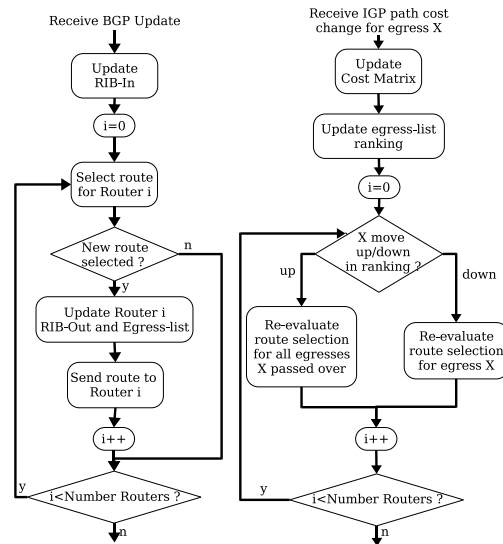 Receive BGP Update
Update
RIB-In
i=0
Select route
for Router i
New route
selected ?
n
y
Update Router i
RIB-Out and Egress-list
Send route to
Router i
i++
y
i<Number Routers ?
n
Receive IGP path cost
change for egress X
Update
Cost Matrix
Update egress-list
ranking
i=0
X move
up/down
in ranking ?
up
down
Re-evaluate
route selection
for all egresses
X passed over
Re-evaluate
route selection
for egress X
i++
y
i<Number Routers ?
n